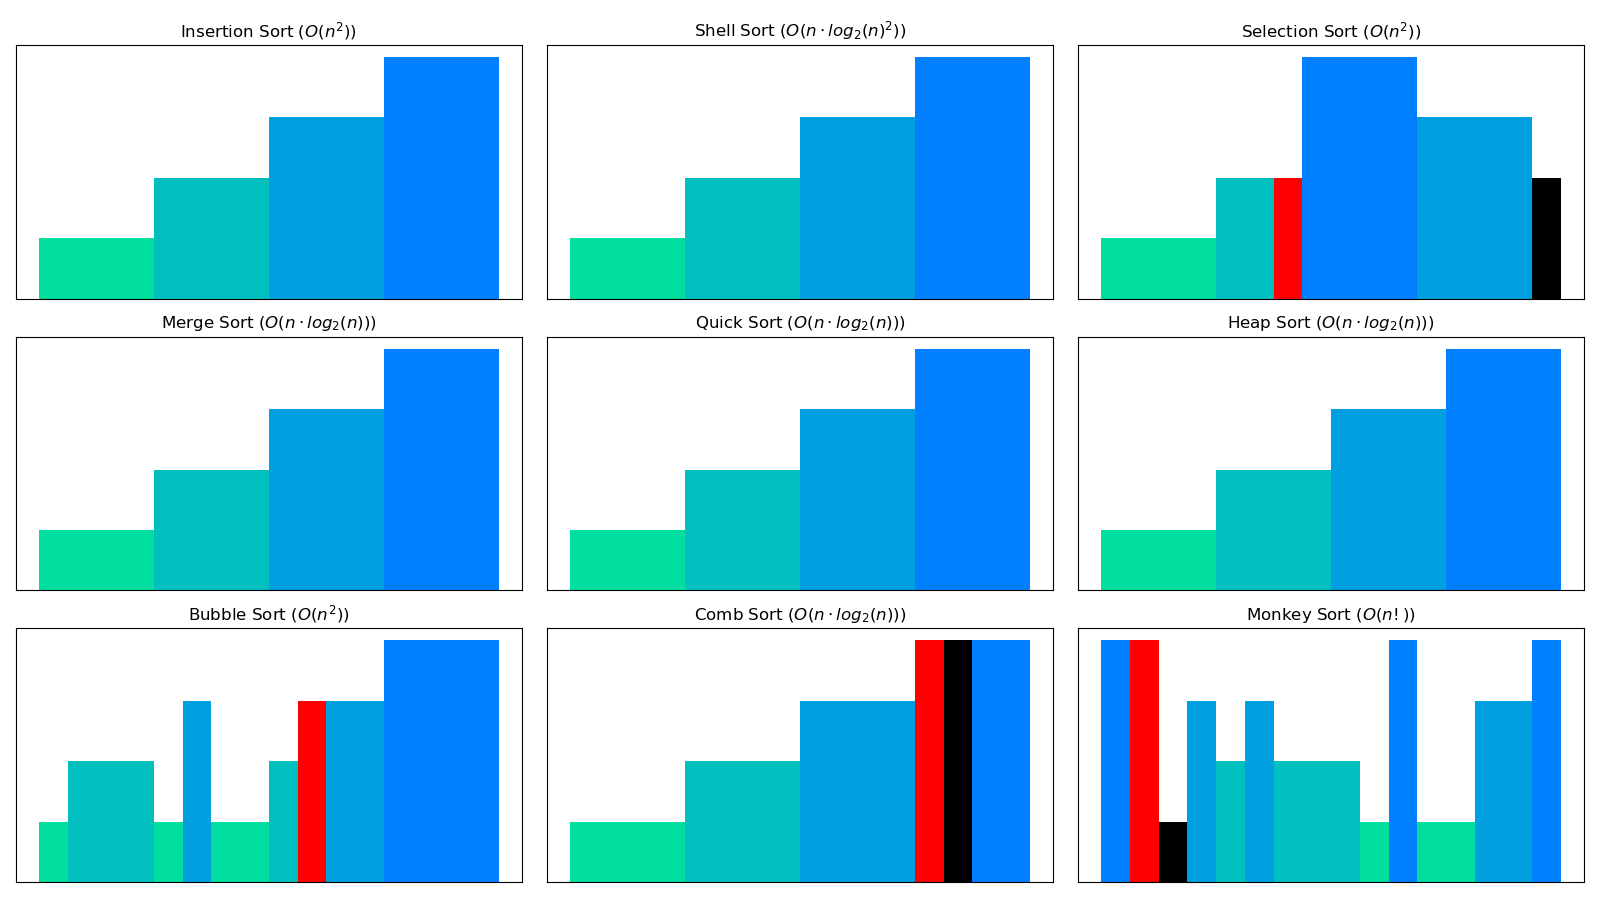 Insertion Sort (O(n²))
Shell Sort (O(n · log₂(n)²))
Selection Sort (O(n²))
Merge Sort (O(n · log₂(n)))
Quick Sort (O(n · log₂(n)))
Heap Sort (O(n · log₂(n)))
Bubble Sort (O(n²))
Comb Sort (O(n · log₂(n)))
Monkey Sort (O(n! ))